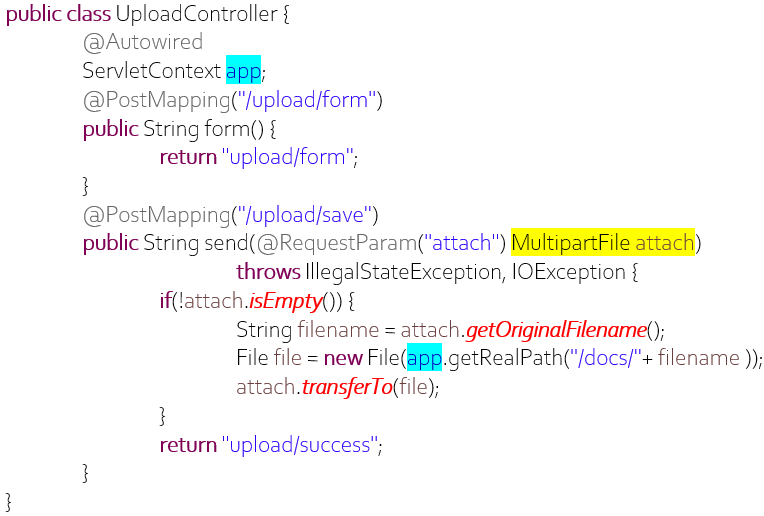 public class UploadController {
@Autowired
ServletContext app;
@PostMapping("/upload/form")
public String form() {
return "upload/form";
}
@PostMapping("/upload/save")
public String send(@RequestParam("attach") MultipartFile attach)
throws IllegalStateException, IOException {
if(!attach.isEmpty()) {
String filename = attach.getOriginalFilename();
File file = new File(app.getRealPath("/docs/"+ filename ));
attach.transferTo(file);
}
return "upload/success";
}
}